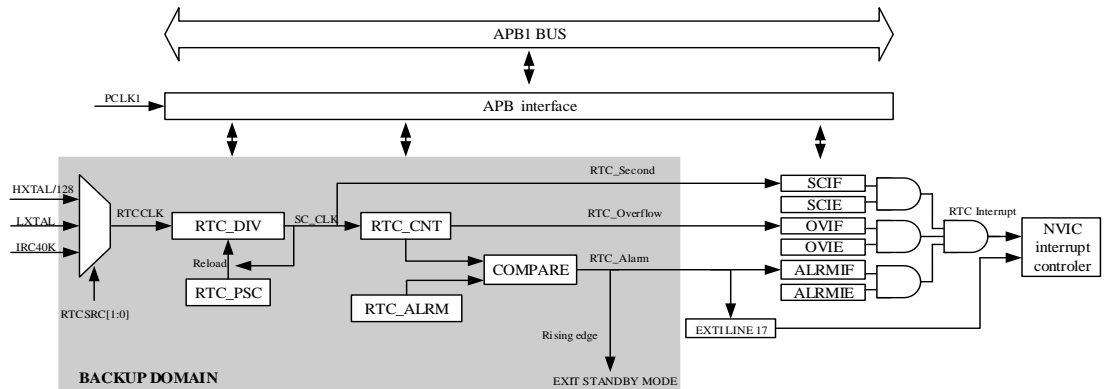 APB1 BUS
PCLK1
APB interface
HXTAL/128
LXTAL
IRC40K
RTCCLK
RTCSRC[1:0]
RTC_DIV
SC_CLK
Reload
RTC_PSC
RTC_CNT
RTC_ALRM
COMPARE
RTC_Second
RTC_Overflow
RTC_Alarm
Rising edge
EXIT STANDBY MODE
BACKUP DOMAIN
SCIF
SCIE
OVIF
OVIE
ALRMIF
ALRMIE
EXTI LINE 17
RTC Interrupt
NVIC
interrupt
controler